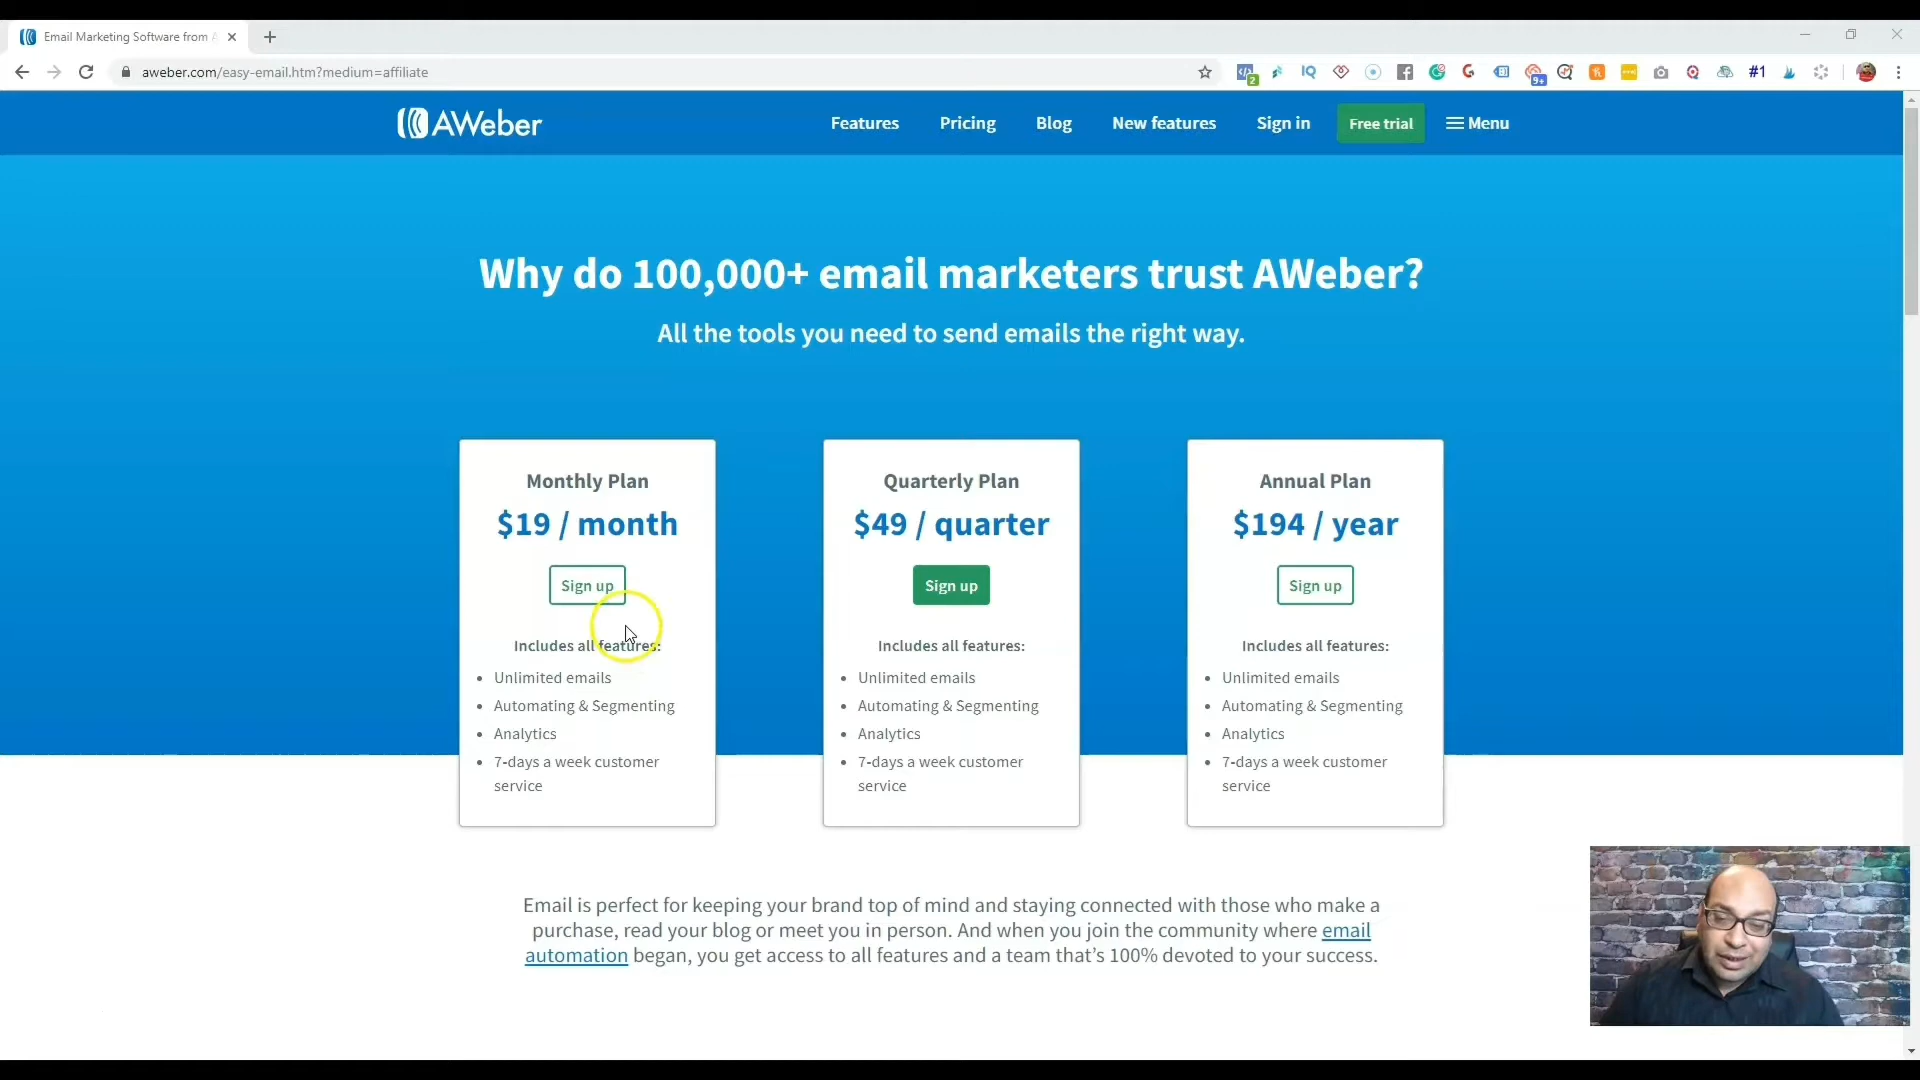 Email Marketing Software from A
aweber.com/easy-email.htm?medium=affiliate
2
IQ
9+
#1
AWeber
Features
Pricing
Blog
New features
Sign in
Free trial
Menu
Why do 100,000+ email marketers trust AWeber?
All the tools you need to send emails the right way.
Monthly Plan
$19 / month
Sign up
Includes all features:
Unlimited emails
Automating & Segmenting
Analytics
7-days a week customer
service
Quarterly Plan
$49 / quarter
Sign up
Includes all features:
Unlimited emails
Automating & Segmenting
Analytics
7-days a week customer
service
Annual Plan
$194 / year
Sign up
Includes all features:
Unlimited emails
Automating & Segmenting
Analytics
7-days a week customer
service
Email is perfect for keeping your brand top of mind and staying connected with those who make a
purchase, read your blog or meet you in person. And when you join the community where email
automation began, you get access to all features and a team that’s 100% devoted to your success.